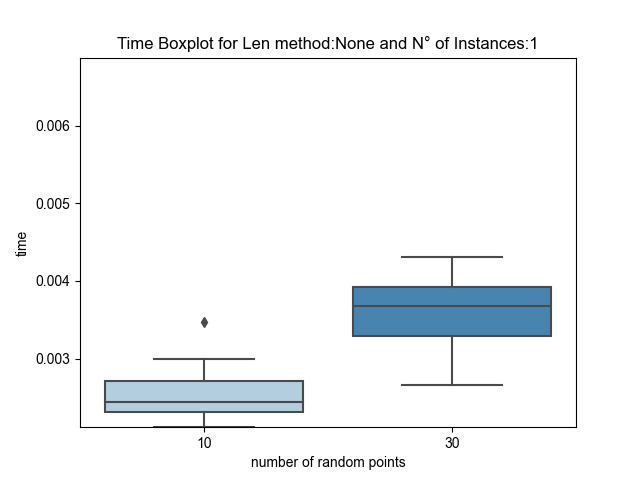 Time Boxplot for Len method:None and N° of Instances:1
0.006
0.005
0.004
0.003
time
10 30
number of random points